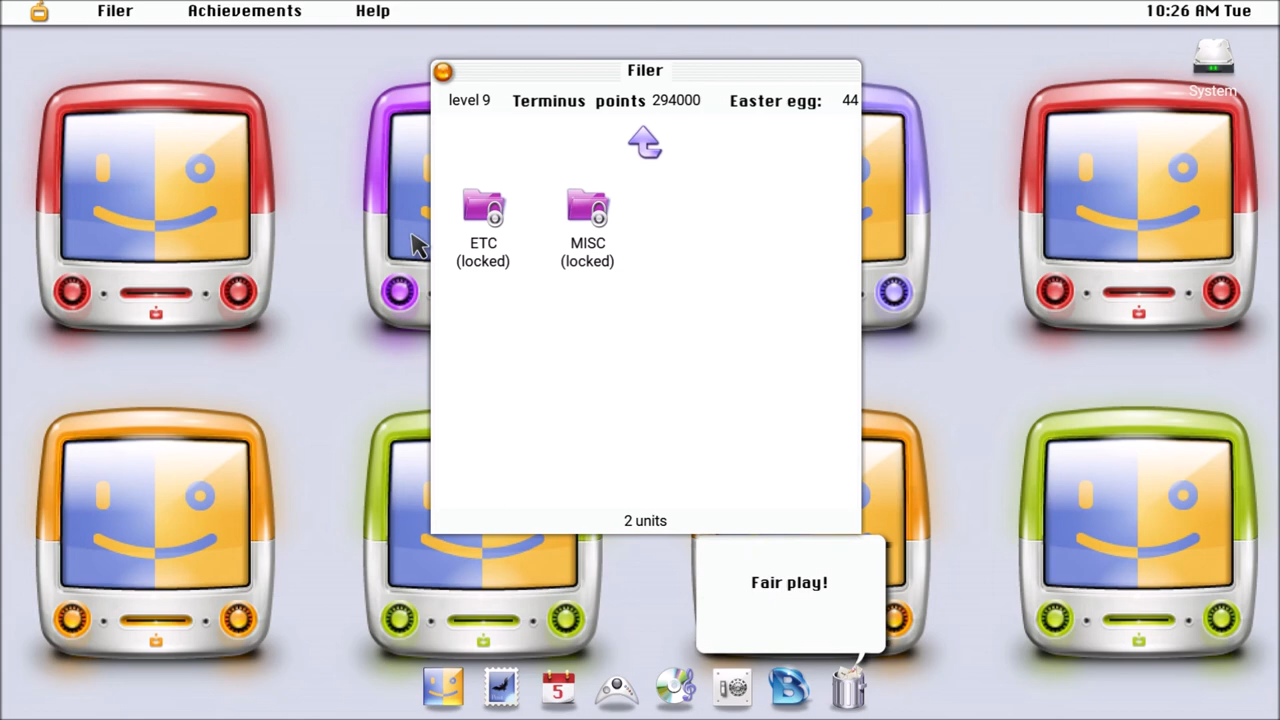 Filer Achievements Help 10:26 AM Tue
Filer
level 9 Terminus points 294000 Easter egg: 44
System
ETC
(locked)
MISC
(locked)
2 units
Fair play!
5
B